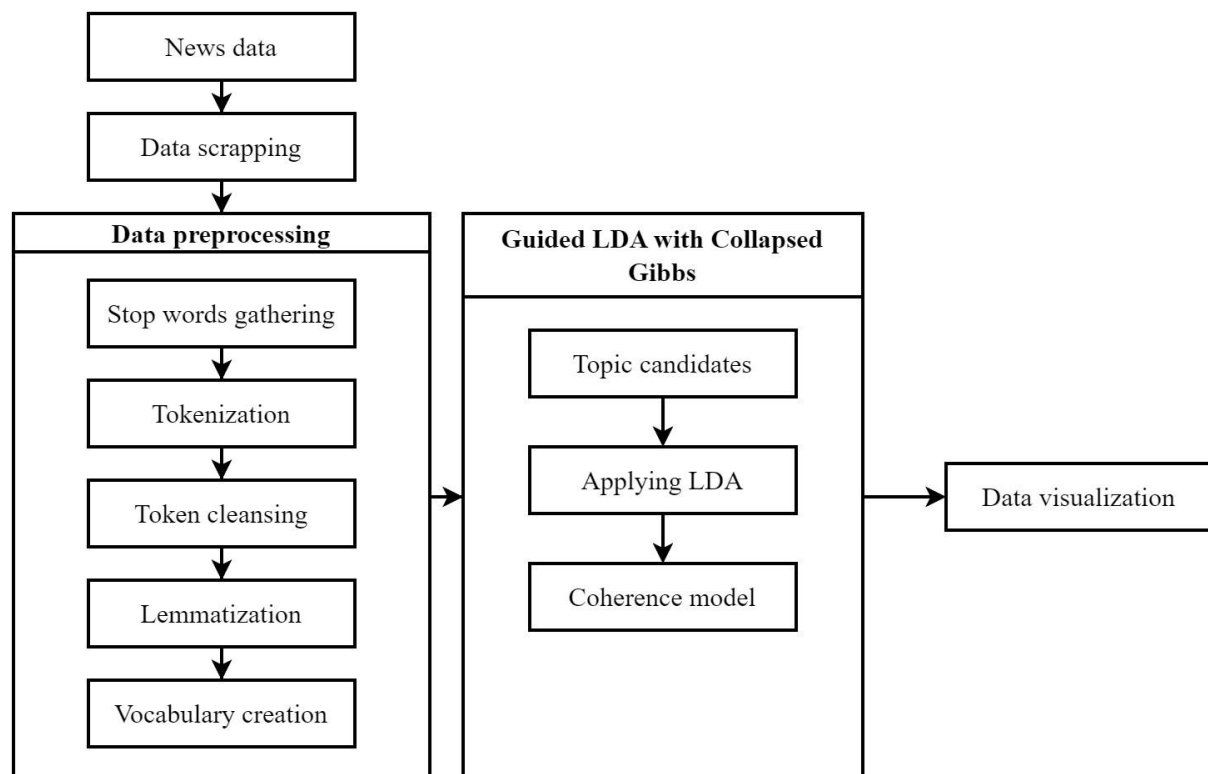 News data
Data scrapping
Data preprocessing
Stop words gathering
Tokenization
Token cleansing
Lemmatization
Vocabulary creation
Guided LDA with Collapsed
Gibbs
Topic candidates
Applying LDA
Coherence model
Data visualization